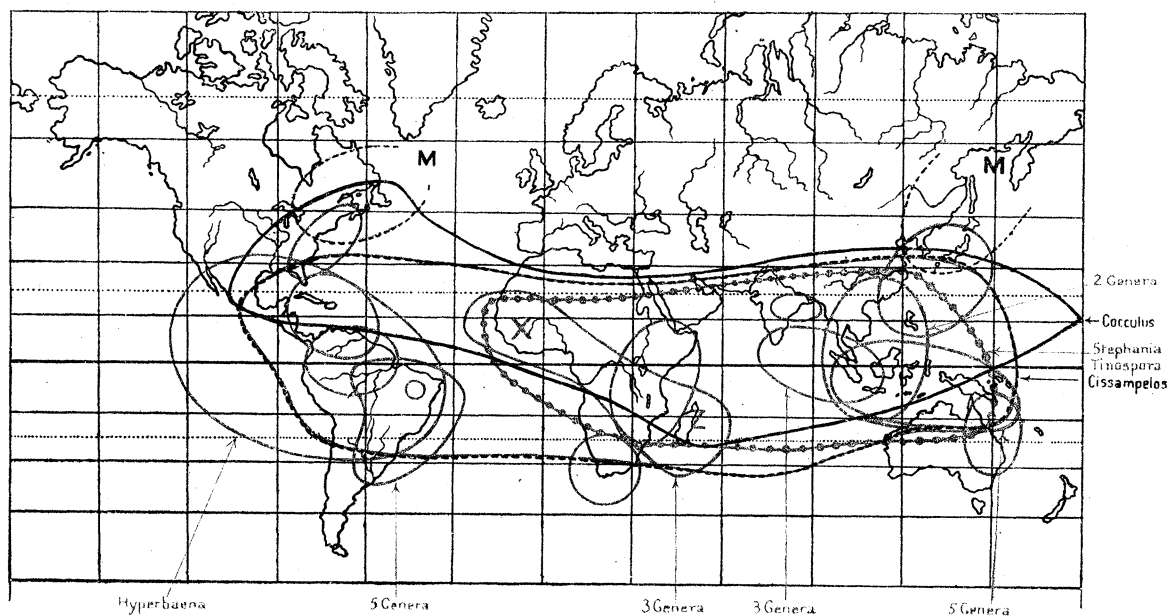 M
M
2 Genera
Cocculus
Stephania
Tinospora
Cissampelos
Hyperbaena
5 Genera
3 Genera
3 Genera
5 Genera